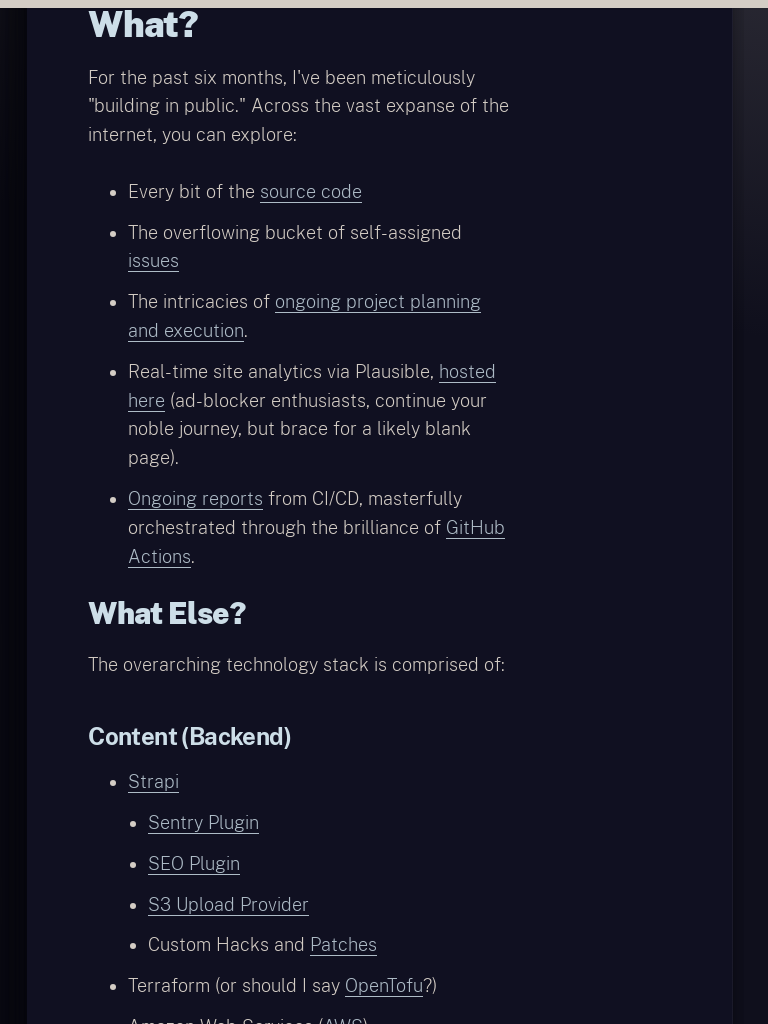 What?
For the past six months, I've been meticulously
"building in public." Across the vast expanse of the
internet, you can explore:
Every bit of the source code
The overflowing bucket of self-assigned
issues
The intricacies of ongoing project planning
and execution.
Real-time site analytics via Plausible, hosted
here (ad-blocker enthusiasts, continue your
noble journey, but brace for a likely blank
page).
Ongoing reports from CI/CD, masterfully
orchestrated through the brilliance of GitHub
Actions.
What Else?
The overarching technology stack is comprised of:
Content (Backend)
Strapi
Sentry Plugin
SEO Plugin
S3 Upload Provider
Custom Hacks and Patches
Terraform (or should I say OpenTofu?)
Amazon Web Services (AWS)